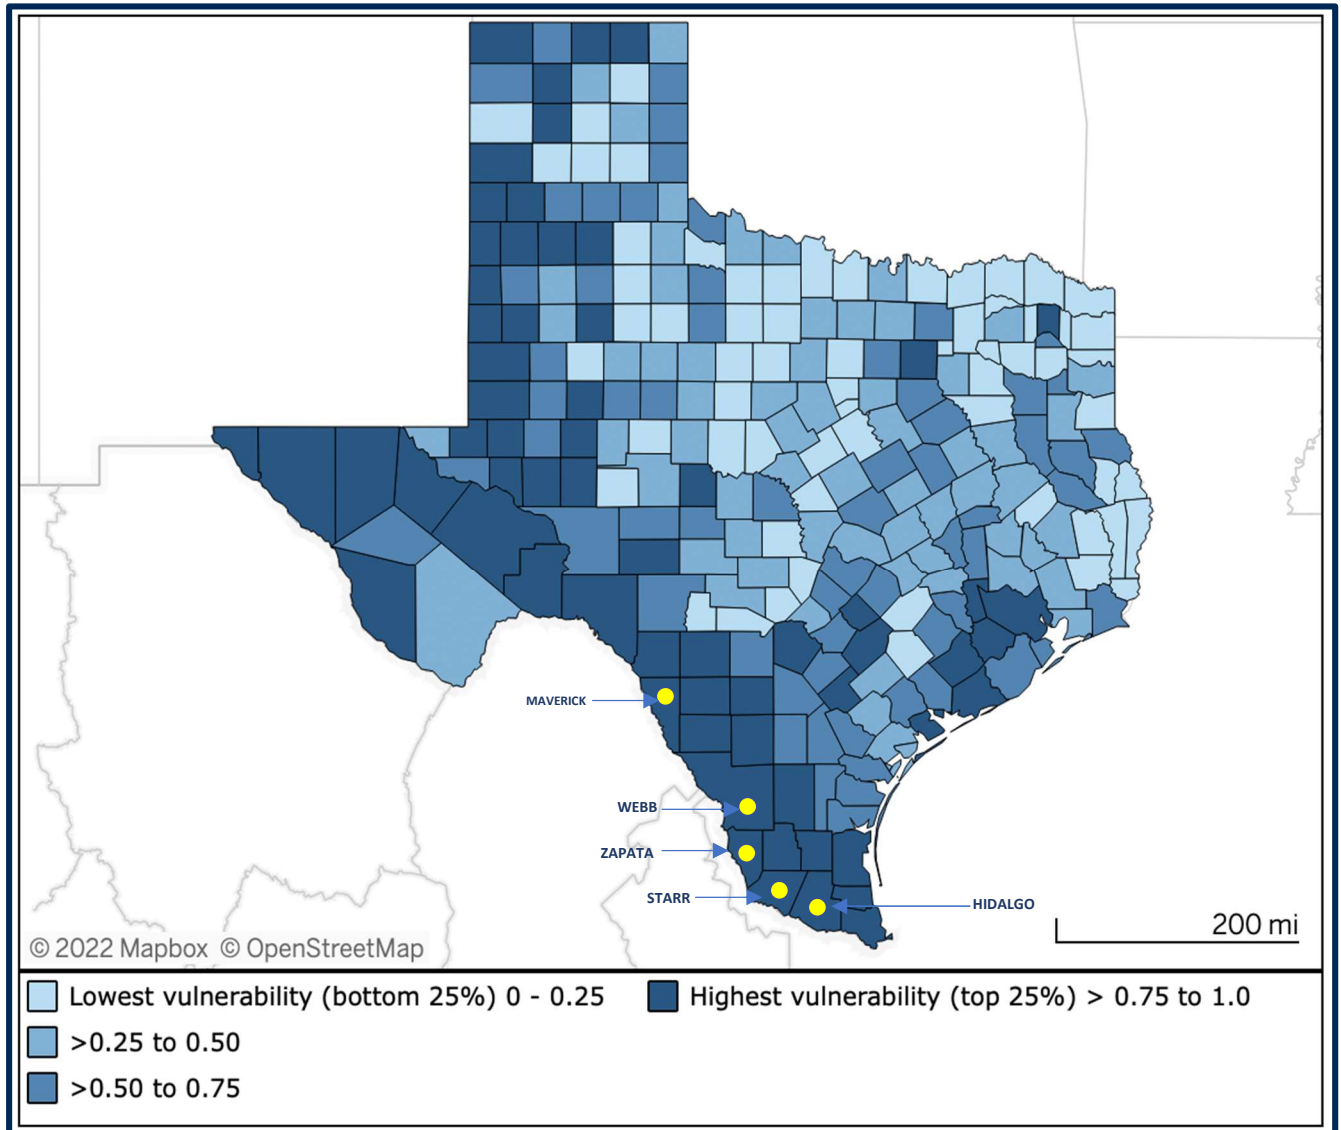 MAVERICK
WEBB
ZAPATA
STARR
HIDALGO
200 mi
© 2022 Mapbox © OpenStreetMap
Lowest vulnerability (bottom 25%) 0 - 0.25
Highest vulnerability (top 25%) > 0.75 to 1.0
>0.25 to 0.50
>0.50 to 0.75